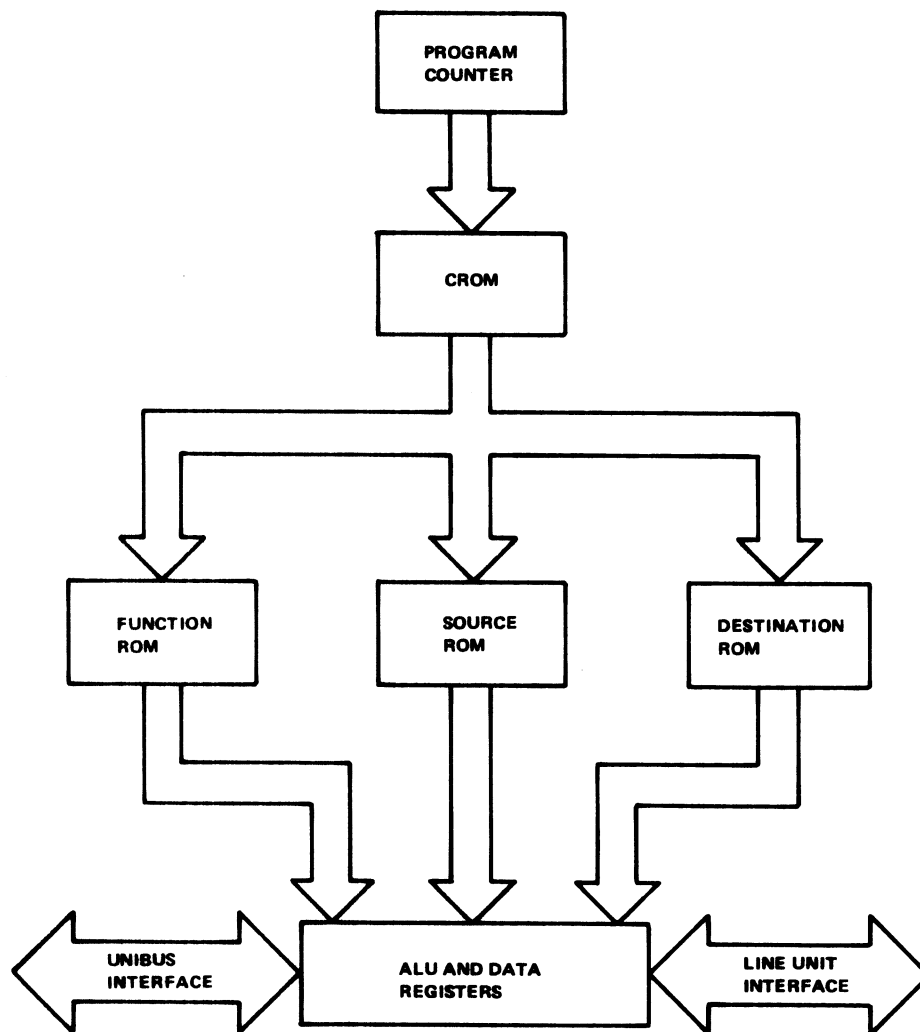 PROGRAM
COUNTER
CROM
FUNCTION
ROM
SOURCE
ROM
DESTINATION
ROM
UNIBUS
INTERFACE
ALU AND DATA
REGISTERS
LINE UNIT
INTERFACE